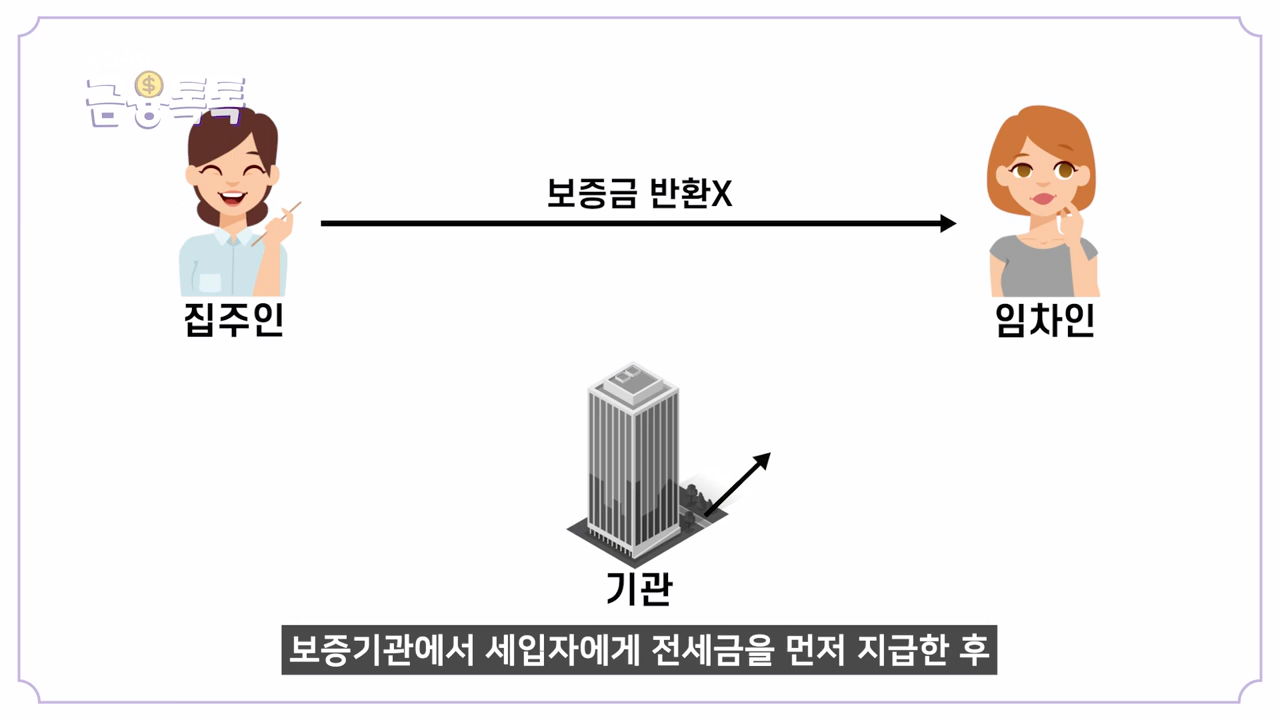 금융톡톡
보증금 반환X
집주인
임차인
기관
보증기관에서 세입자에게 전세금을 먼저 지급한 후